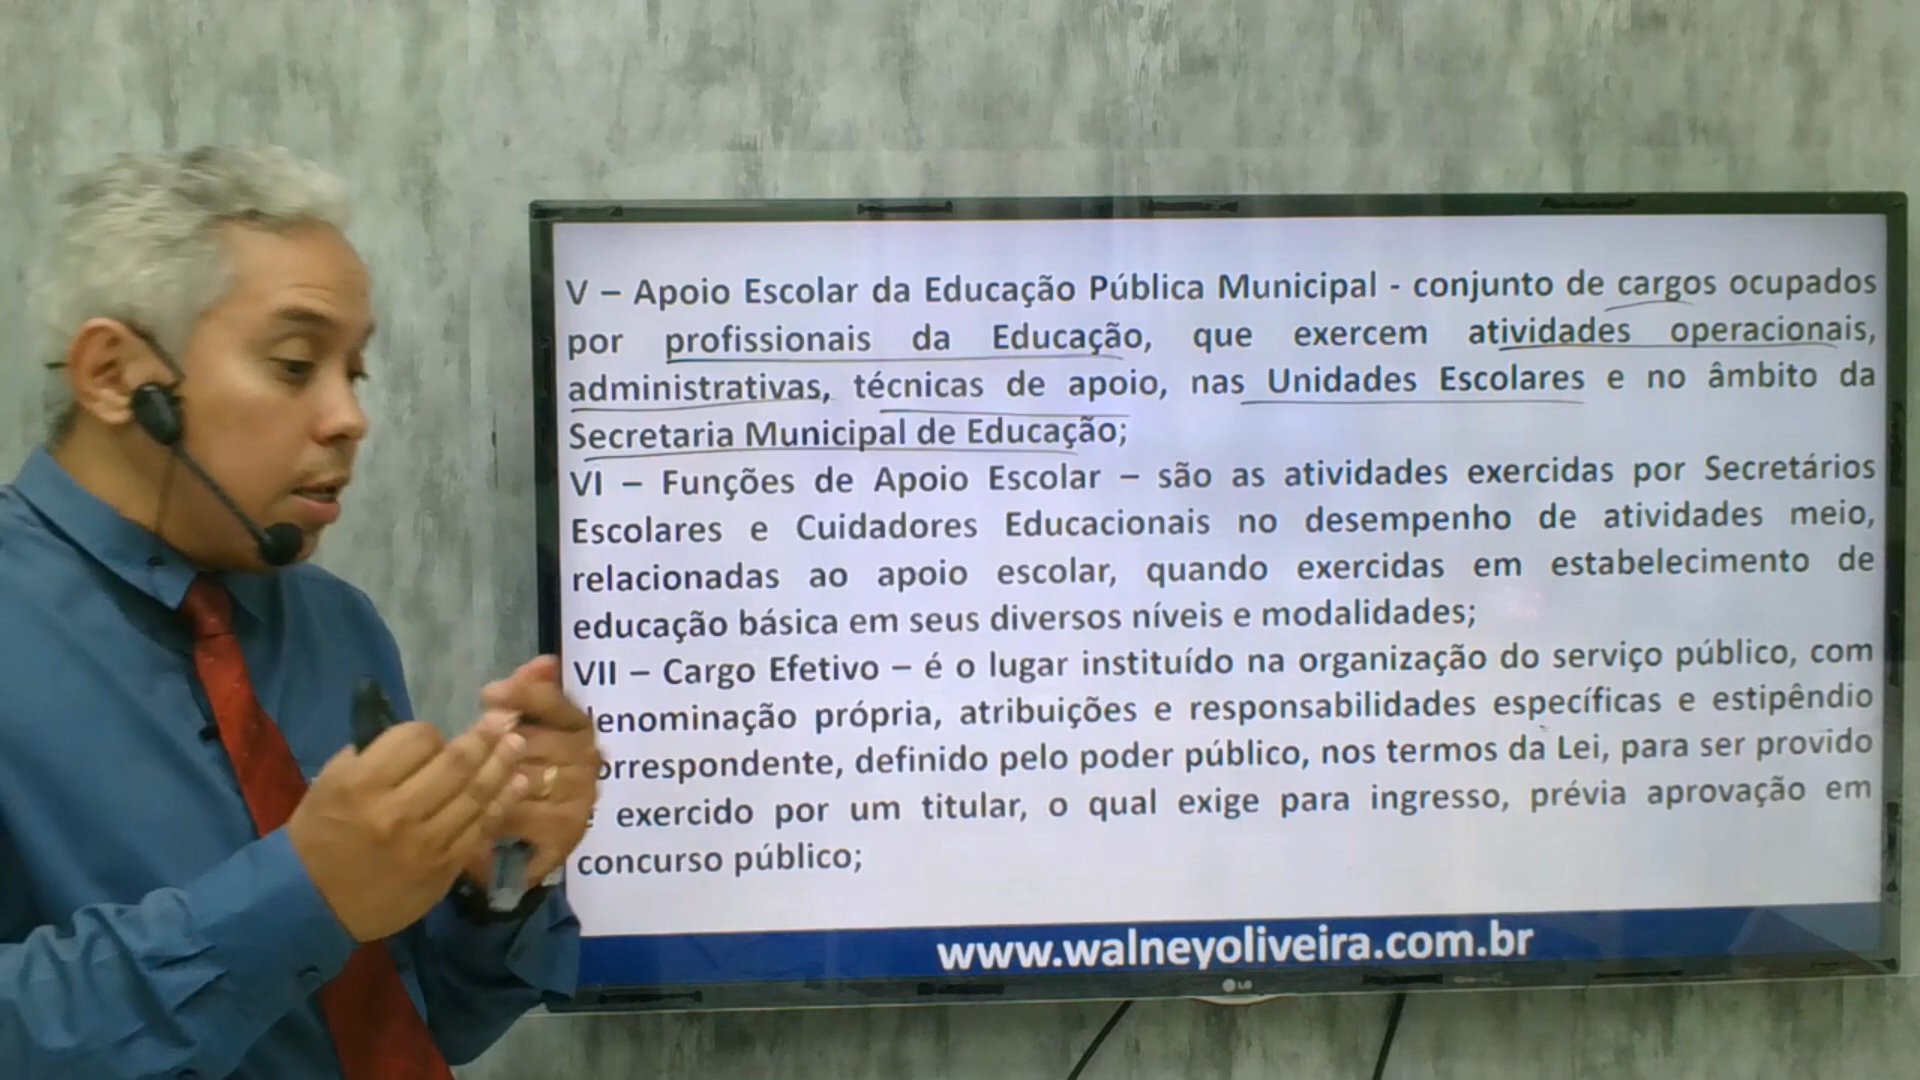 V – Apoio Escolar da Educação Pública Municipal - conjunto de cargos ocupados
por profissionais da Educação, que exercem atividades operacionais,
administrativas, técnicas de apoio, nas Unidades Escolares e no âmbito da
Secretaria Municipal de Educação;
VI – Funções de Apoio Escolar – são as atividades exercidas por Secretários
Escolares e Cuidadores Educacionais no desempenho de atividades meio,
relacionadas ao apoio escolar, quando exercidas em estabelecimento de
educação básica em seus diversos níveis e modalidades;
VII – Cargo Efetivo – é o lugar instituído na organização do serviço público, com
enominação própria, atribuições e responsabilidades específicas e estipêndio
orrespondente, definido pelo poder público, nos termos da Lei, para ser provido
exercido por um titular, o qual exige para ingresso, prévia aprovação em
concurso público;
www.walneyoliveira.com.br
LG